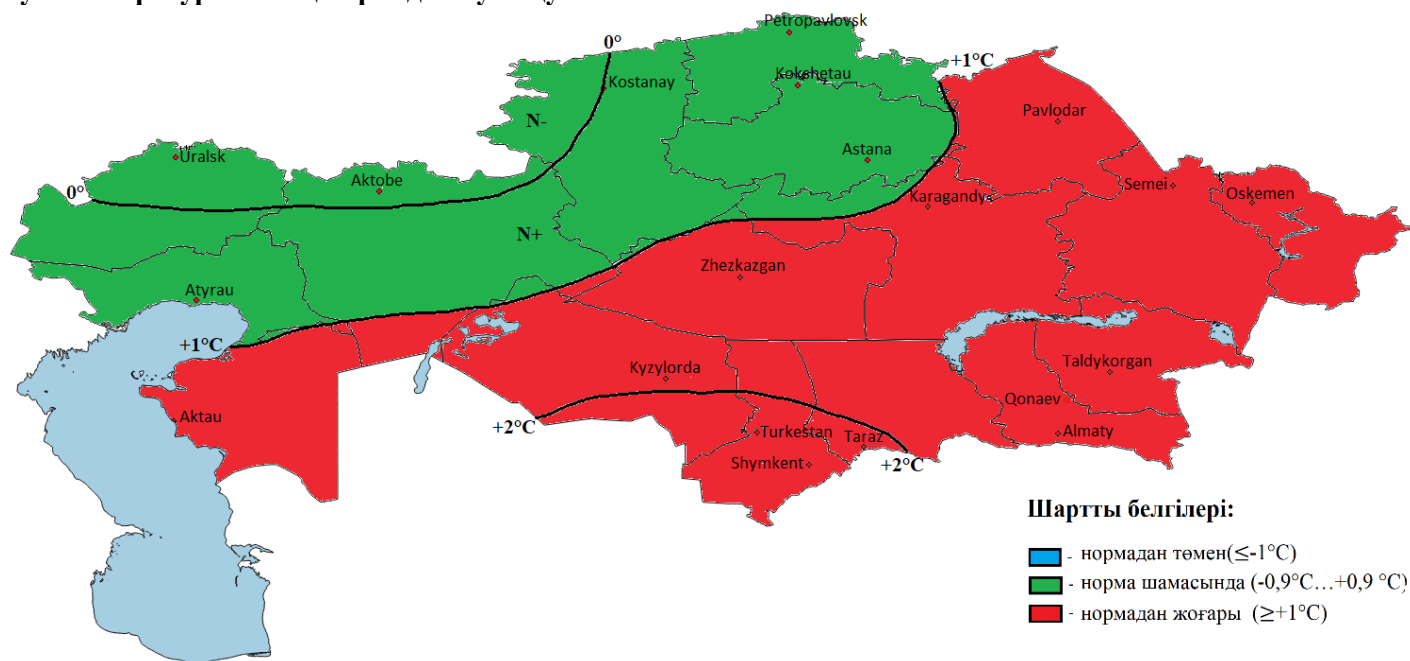 Petropavlovsk
0°
Kokshetau
+1°C
Kostanay
Pavlodar
N-
Astana
Uralsk
Aktobe
Semei
0°
Karagandy
Oskemen
N+
Zhezkazgan
Atyrau
+1°C
Taldykorgan
Kyzylorda
Qonaev
Aktau
+2°C
Turkestan
Almaty
Taraz
Shymkent
+2°C
Шартты белгілері:
- нормадан төмен(≤-1°C)
- норма шамасында (-0,9°C...+0,9 °C)
- нормадан жоғары (≥+1°C)